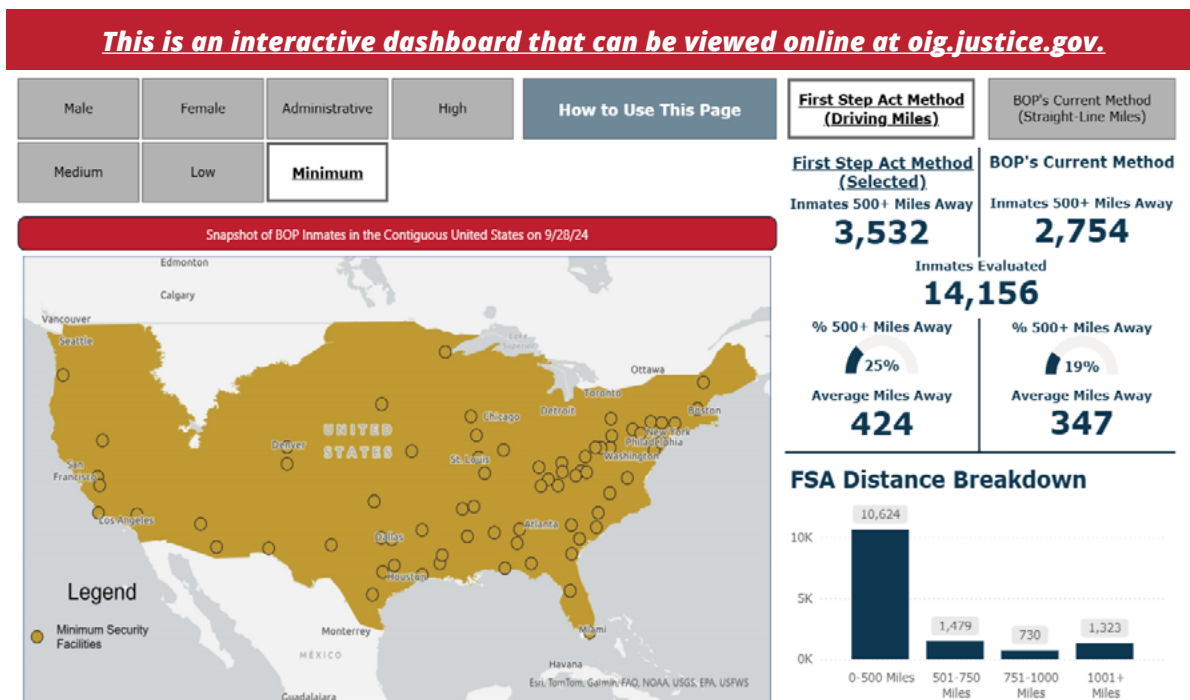 This is an interactive dashboard that can be viewed online at oig.justice.gov.
Male
Female
Administrative
High
How to Use This Page
Medium
Low
Minimum
First Step Act Method
(Driving Miles)
BOP's Current Method
(Straight-Line Miles)
First Step Act Method
(Selected)
BOP's Current Method
Inmates 500+ Miles Away
3,532
Inmates 500+ Miles Away
2,754
Inmates Evaluated
14,156
% 500+ Miles Away
25%
% 500+ Miles Away
19%
Average Miles Away
424
Average Miles Away
347
Snapshot of BOP Inmates in the Contiguous United States on 9/28/24
Edmonton
Calgary
Vancouver
Seattle
Lake
Superior
Ottawa
Toronto
Detroit
Boston
Chicago
New York
Philadelphia
UNITED
STATES
Denver
St. Louis
Washington
San
Francisco
Los Angeles
Atlanta
Dallas
Houston
Miami
Monterrey
MÉXICO
Havana
Guadalajara
Esri, TomTom, Garmin, FAO, NOAA, USGS, EPA, USFWS
Legend
Minimum Security
Facilities
FSA Distance Breakdown
10K
5K
0K
10,624
1,479
730
1,323
0-500 Miles
501-750
Miles
751-1000
Miles
1001+
Miles